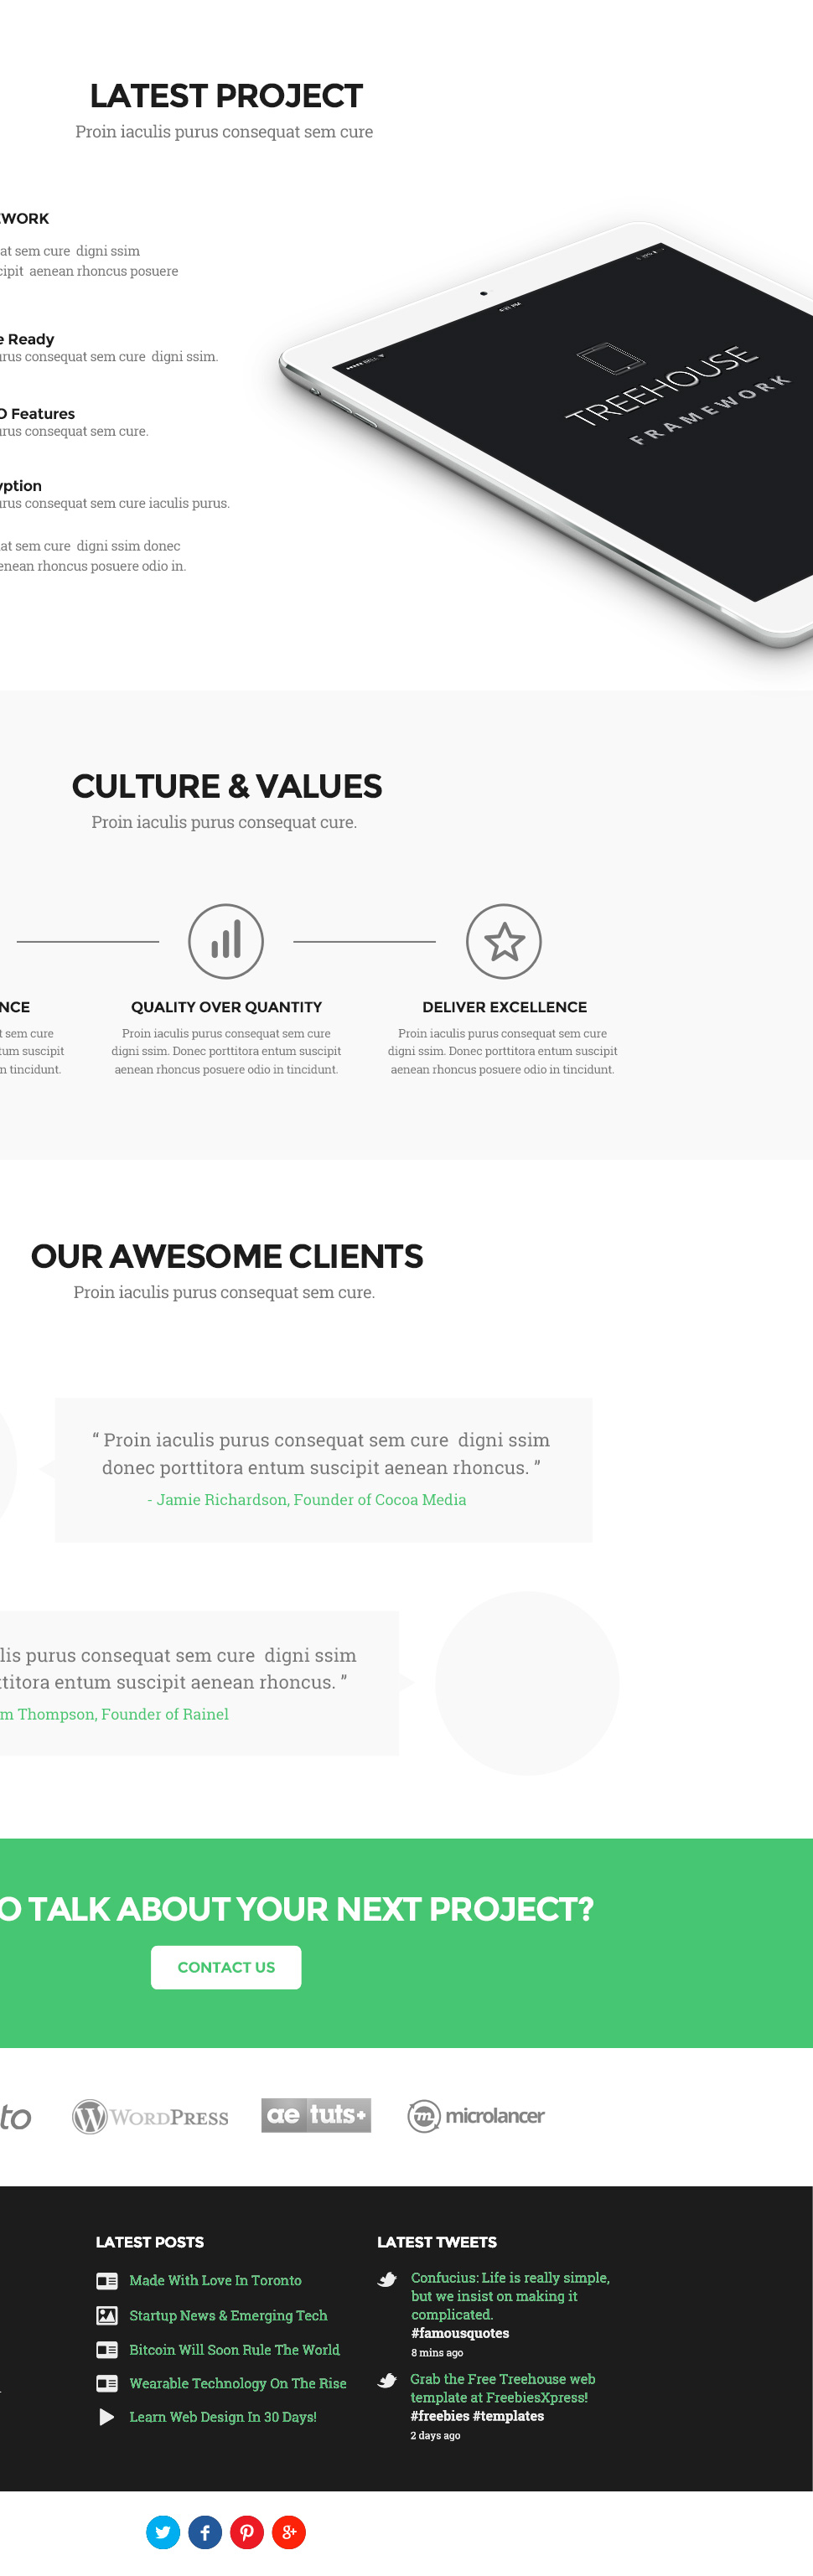 LATEST PROJECT
Proin iaculis purus consequat sem cure
WORK
at sem cure digni ssim
cipit aenean rhoncus posuere
e Ready
urus consequat sem cure digni ssim.
O Features
urus consequat sem cure.
yption
urus consequat sem cure iaculis purus.
at sem cure digni ssim donec
enean rhoncus posuere odio in.
TREEHOUSE
FRAMEWORK
CULTURE & VALUES
Proin iaculis purus consequat cure.
NCE
t sem cure
tum suscipit
n tincidunt.
QUALITY OVER QUANTITY
Proin iaculis purus consequat sem cure
digni ssim. Donec porttitora entum suscipit
aenean rhoncus posuere odio in tincidunt.
DELIVER EXCELLENCE
Proin iaculis purus consequat sem cure
digni ssim. Donec porttitora entum suscipit
aenean rhoncus posuere odio in tincidunt.
OUR AWESOME CLIENTS
Proin iaculis purus consequat sem cure.
“ Proin iaculis purus consequat sem cure digni ssim
donec porttitora entum suscipit aenean rhoncus. ”
- Jamie Richardson, Founder of Cocoa Media
lis purus consequat sem cure digni ssim
ttitora entum suscipit aenean rhoncus. ”
m Thompson, Founder of Rainel
O TALK ABOUT YOUR NEXT PROJECT?
CONTACT US
to
WORDPRESS
ae tuts+
m microlancer
LATEST POSTS
Made With Love In Toronto
Startup News & Emerging Tech
Bitcoin Will Soon Rule The World
Wearable Technology On The Rise
Learn Web Design In 30 Days!
LATEST TWEETS
Confucius: Life is really simple,
but we insist on making it
complicated.
#famousquotes
8 mins ago
Grab the Free Treehouse web
template at FreebiesXpress!
#freebies #templates
2 days ago